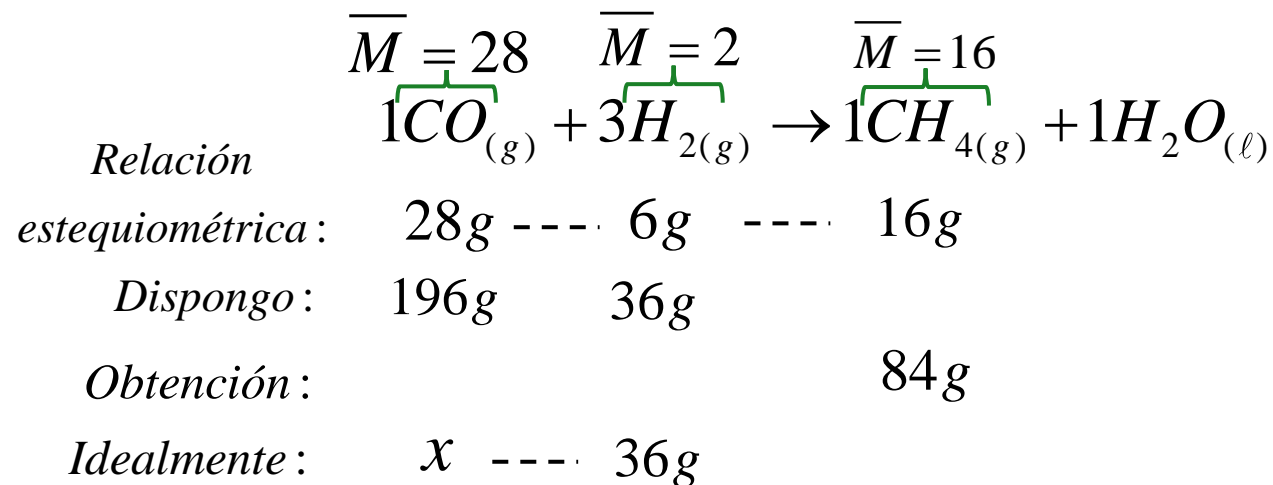 M̅ = 28 M̅ = 2 M̅ = 16
1CO(g) + 3H2(g) → 1CH4(g) + 1H2O(ℓ)
Relación
estequiométrica : 28g ---- 6g ---- 16g
Dispongo : 196g 36g
Obtención : 84g
Idealmente : x ---- 36g